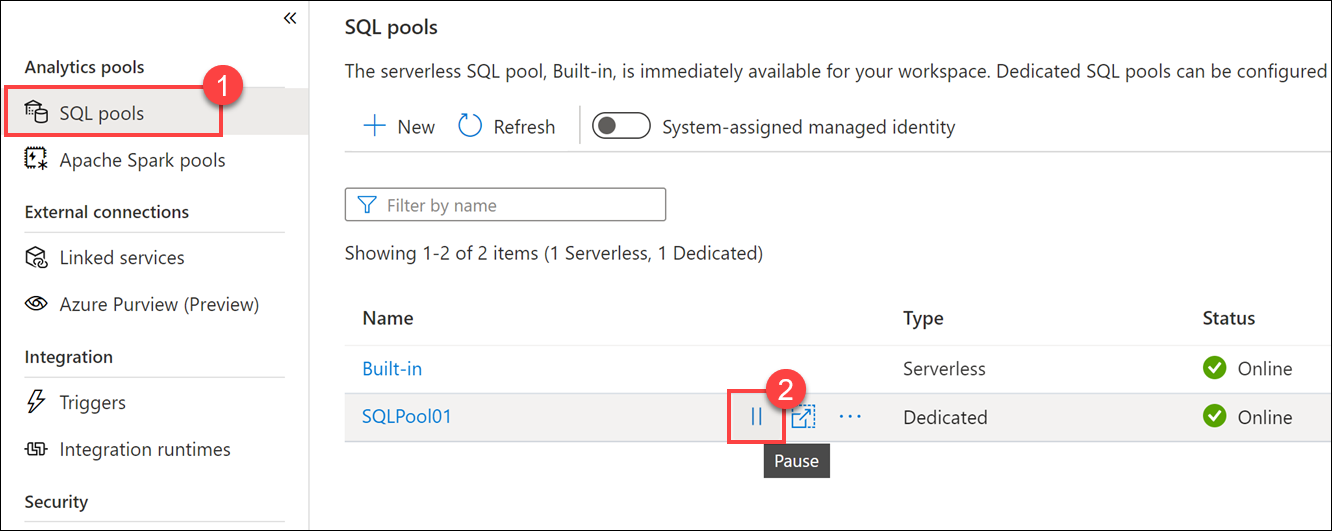 «
Analytics pools
1
SQL pools
Apache Spark pools
External connections
Linked services
Azure Purview (Preview)
Integration
Triggers
Integration runtimes
Security
SQL pools
The serverless SQL pool, Built-in, is immediately available for your workspace. Dedicated SQL pools can be configured
New Refresh System-assigned managed identity
Filter by name
Showing 1-2 of 2 items (1 Serverless, 1 Dedicated)
Name Type Status
Built-in Serverless Online
2
SQLPool01 ... Dedicated Online
Pause